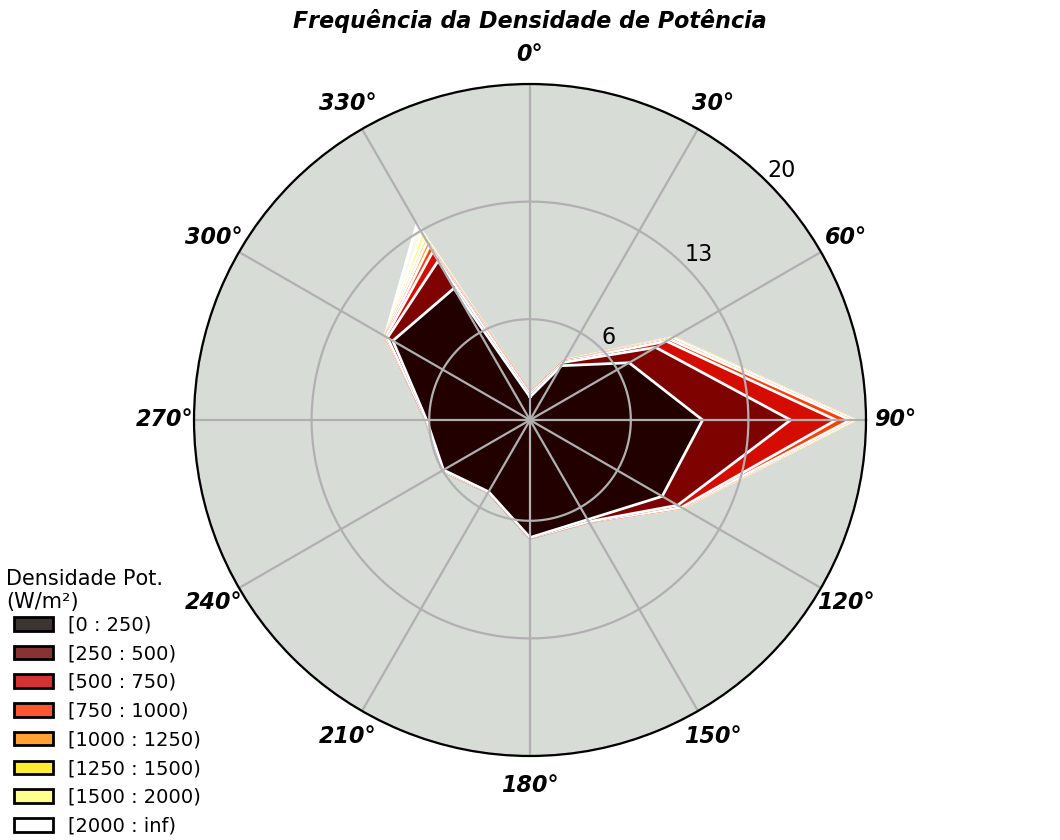 Frequência da Densidade de Potência
0°
330°
30°
20
300°
60°
13
6
270°
90°
240°
120°
210°
150°
180°
Densidade Pot.
(W/m²)
[0 : 250)
[250 : 500)
[500 : 750)
[750 : 1000)
[1000 : 1250)
[1250 : 1500)
[1500 : 2000)
[2000 : inf)